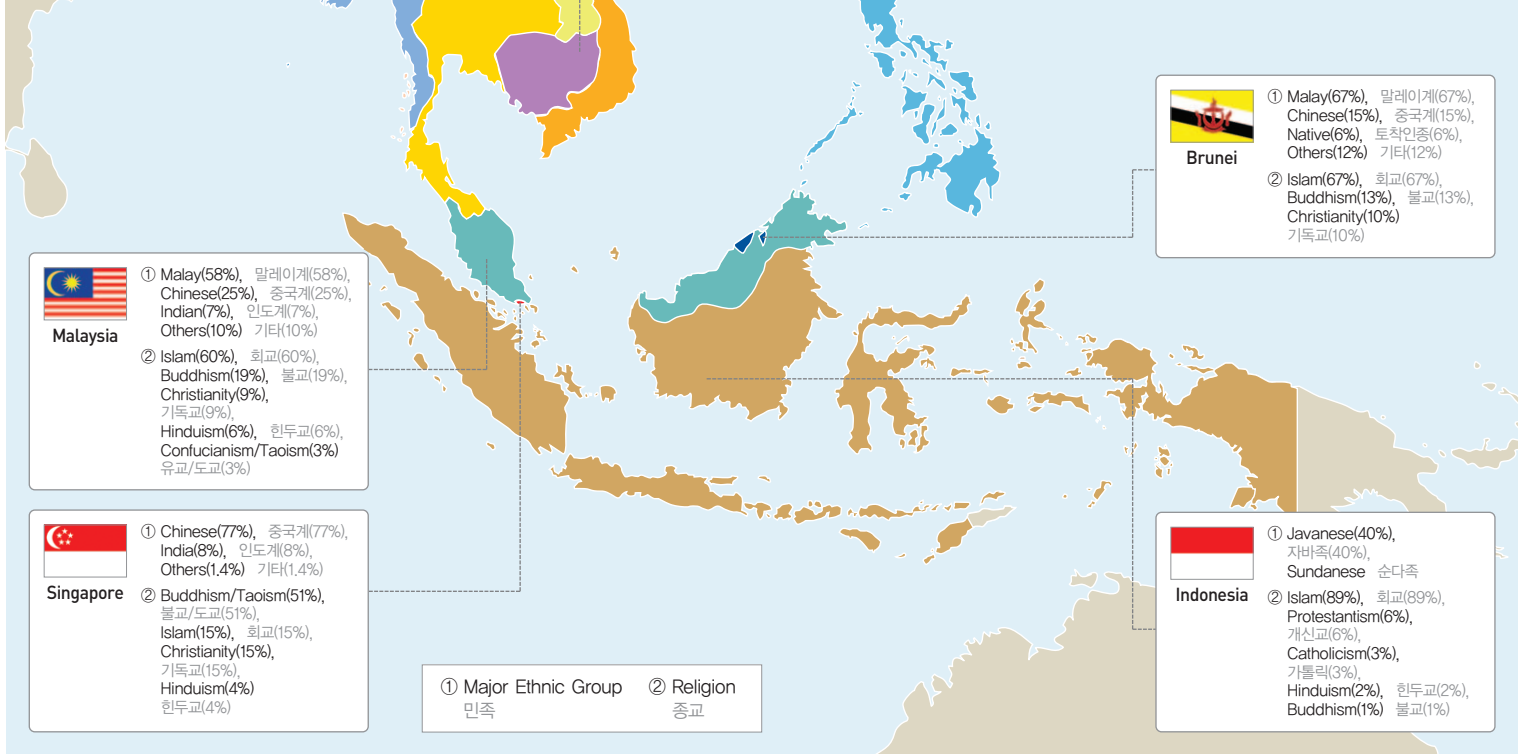 Malaysia
① Malay(58%), 말레이계(58%),
Chinese(25%), 중국계(25%),
Indian(7%), 인도계(7%),
Others(10%) 기타(10%)
② Islam(60%), 회교(60%),
Buddhism(19%), 불교(19%),
Christianity(9%),
기독교(9%),
Hinduism(6%), 힌두교(6%),
Confucianism/Taoism(3%)
유교/도교(3%)
Singapore
① Chinese(77%), 중국계(77%),
India(8%), 인도계(8%),
Others(1.4%) 기타(1.4%)
② Buddhism/Taoism(51%),
불교/도교(51%),
Islam(15%), 회교(15%),
Christianity(15%),
기독교(15%),
Hinduism(4%)
힌두교(4%)
① Major Ethnic Group ② Religion
민족 종교
Brunei
① Malay(67%), 말레이계(67%),
Chinese(15%), 중국계(15%),
Native(6%), 토착인종(6%),
Others(12%) 기타(12%)
② Islam(67%), 회교(67%),
Buddhism(13%), 불교(13%),
Christianity(10%)
기독교(10%)
Indonesia
① Javanese(40%),
자바족(40%),
Sundanese 순다족
② Islam(89%), 회교(89%),
Protestantism(6%),
개신교(6%),
Catholicism(3%),
가톨릭(3%),
Hinduism(2%), 힌두교(2%),
Buddhism(1%) 불교(1%)